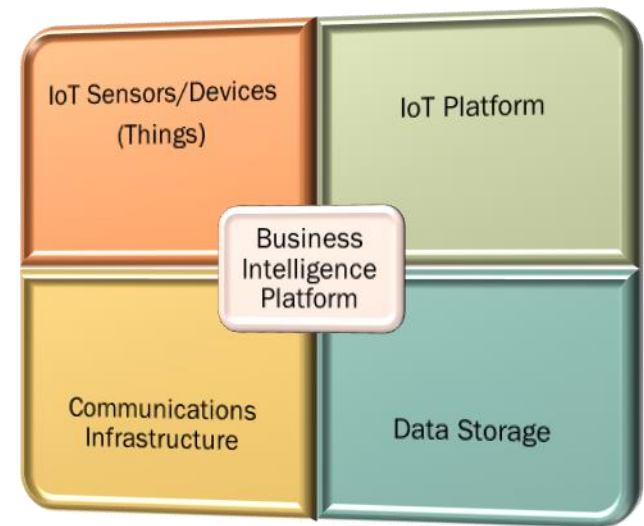 IoT Sensors/Devices
(Things)
IoT Platform
Business
Intelligence
Platform
Communications
Infrastructure
Data Storage